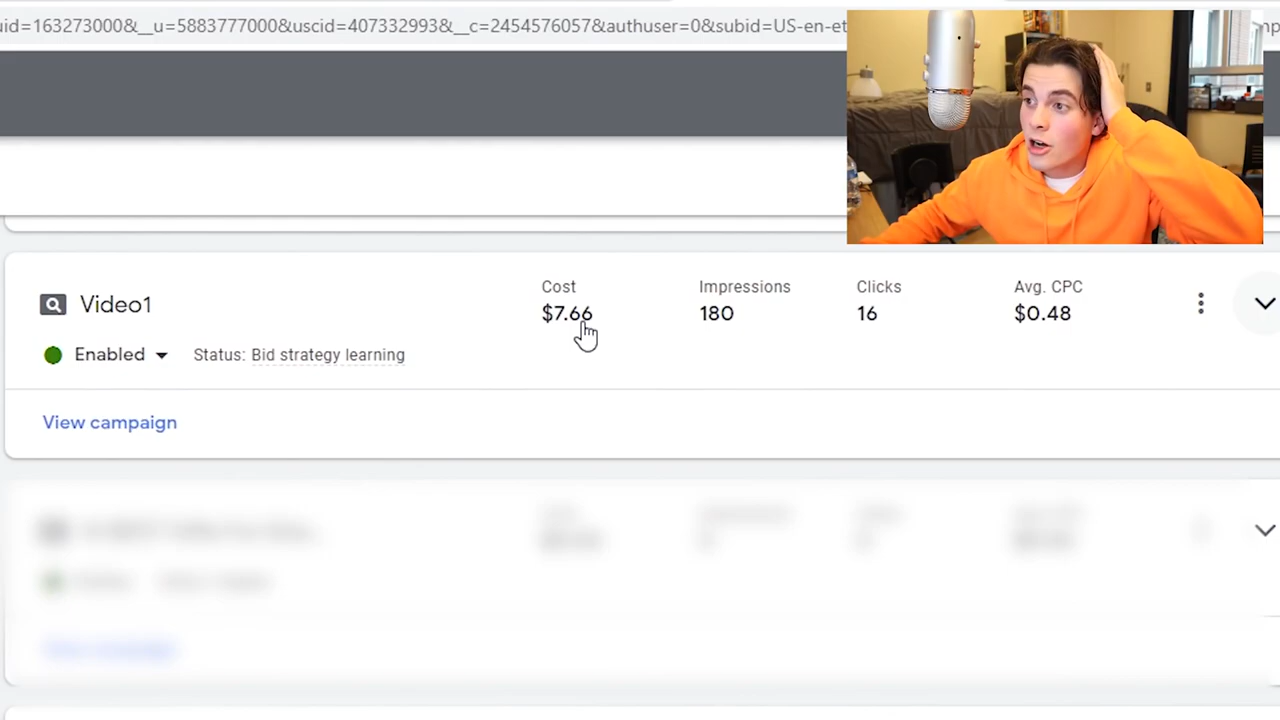 uid=163273000&__u=5883777000&uscid=407332993&__c=2454576057&authuser=0&subid=US-en-et
Video1
Cost
Impressions
Clicks
Avg. CPC
$7.66
180
16
$0.48
Enabled
Status: Bid strategy learning
View campaign